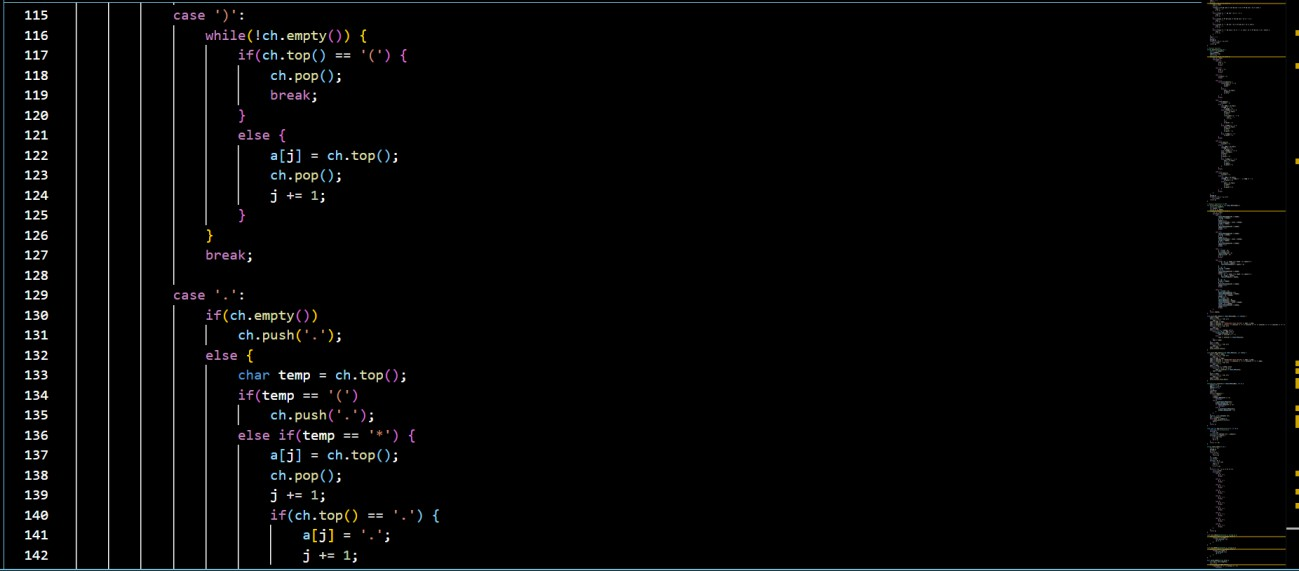 115 case ')':
116 while(!ch.empty()) {
117 if(ch.top() == '(') {
118 ch.pop();
119 break;
120 }
121 else {
122 a[j] = ch.top();
123 ch.pop();
124 j += 1;
125 }
126 }
127 break;
128
129 case '.':
130 if(ch.empty())
131 ch.push('.');
132 else {
133 char temp = ch.top();
134 if(temp == '(')
135 ch.push('.');
136 else if(temp == '*') {
137 a[j] = ch.top();
138 ch.pop();
139 j += 1;
140 if(ch.top() == '.') {
141 a[j] = '.';
142 j += 1;